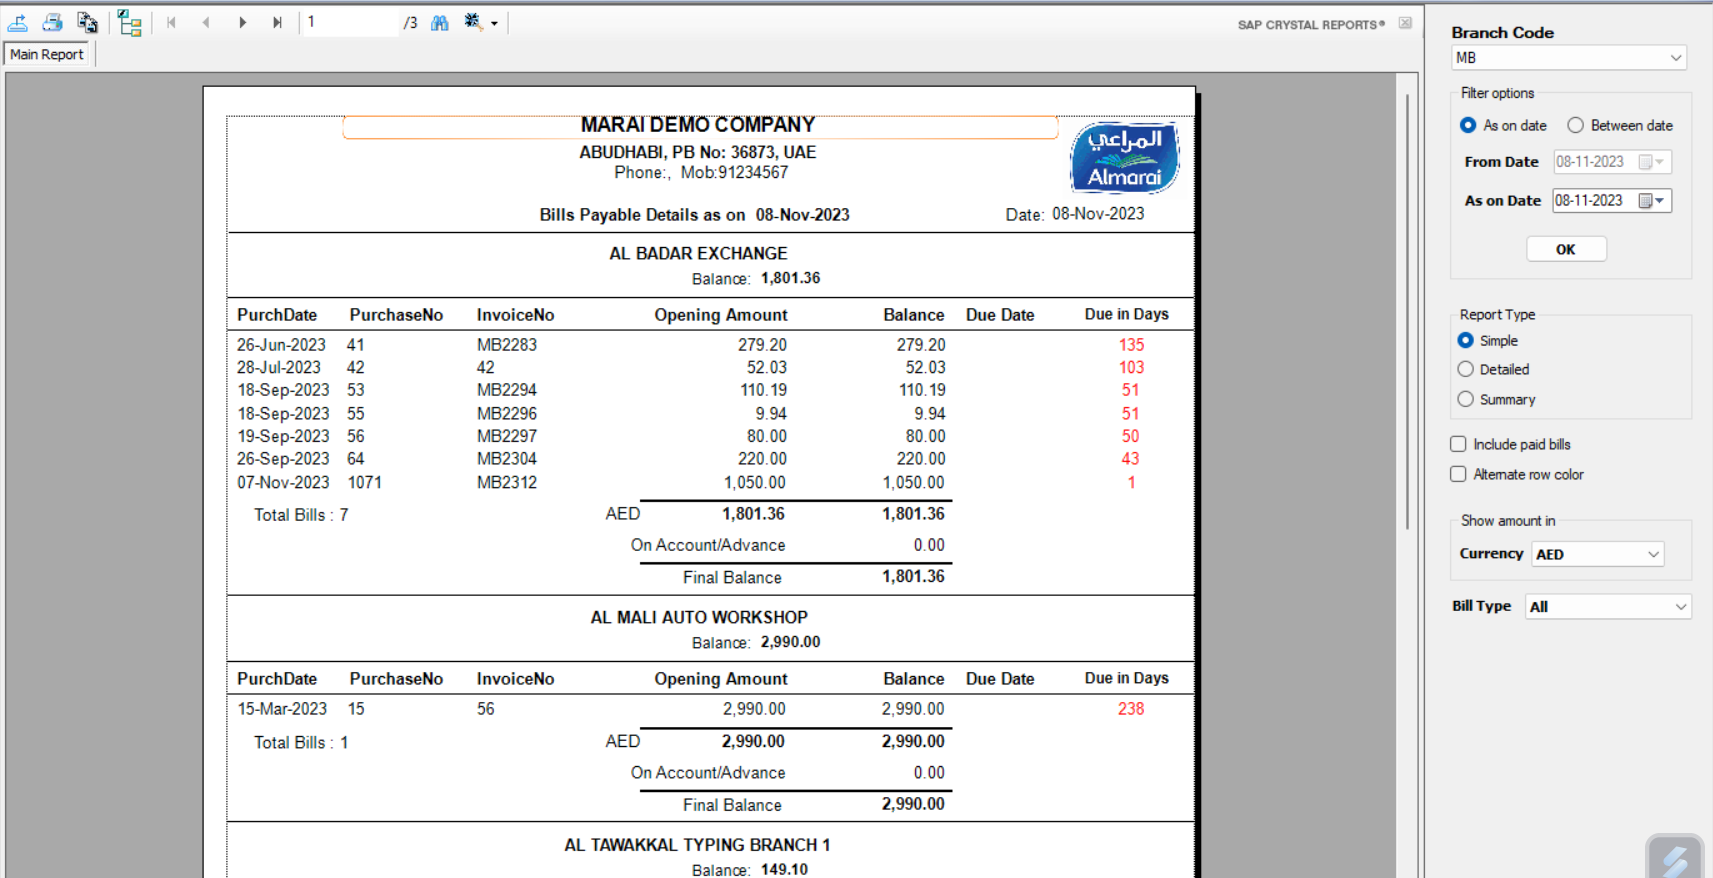 1 /3 SAP CRYSTAL REPORTS®
Main Report
MARAI DEMO COMPANY
ABUDHABI, PB No: 36873, UAE
Phone:, Mob:91234567
المراعي
Almarai
Bills Payable Details as on 08-Nov-2023 Date: 08-Nov-2023
AL BADAR EXCHANGE
Balance: 1,801.36
PurchDate PurchaseNo InvoiceNo Opening Amount Balance Due Date Due in Days
26-Jun-2023 41 MB2283 279.20 279.20 135
28-Jul-2023 42 42 52.03 52.03 103
18-Sep-2023 53 MB2294 110.19 110.19 51
18-Sep-2023 55 MB2296 9.94 9.94 51
19-Sep-2023 56 MB2297 80.00 80.00 50
26-Sep-2023 64 MB2304 220.00 220.00 43
07-Nov-2023 1071 MB2312 1,050.00 1,050.00 1
Total Bills : 7 AED 1,801.36 1,801.36
On Account/Advance 0.00
Final Balance 1,801.36
AL MALI AUTO WORKSHOP
Balance: 2,990.00
PurchDate PurchaseNo InvoiceNo Opening Amount Balance Due Date Due in Days
15-Mar-2023 15 56 2,990.00 2,990.00 238
Total Bills : 1 AED 2,990.00 2,990.00
On Account/Advance 0.00
Final Balance 2,990.00
AL TAWAKKAL TYPING BRANCH 1
Balance: 149.10
Branch Code
MB
Filter options
As on date Between date
From Date 08-11-2023
As on Date 08-11-2023
OK
Report Type
Simple
Detailed
Summary
Include paid bills
Alternate row color
Show amount in
Currency AED
Bill Type All